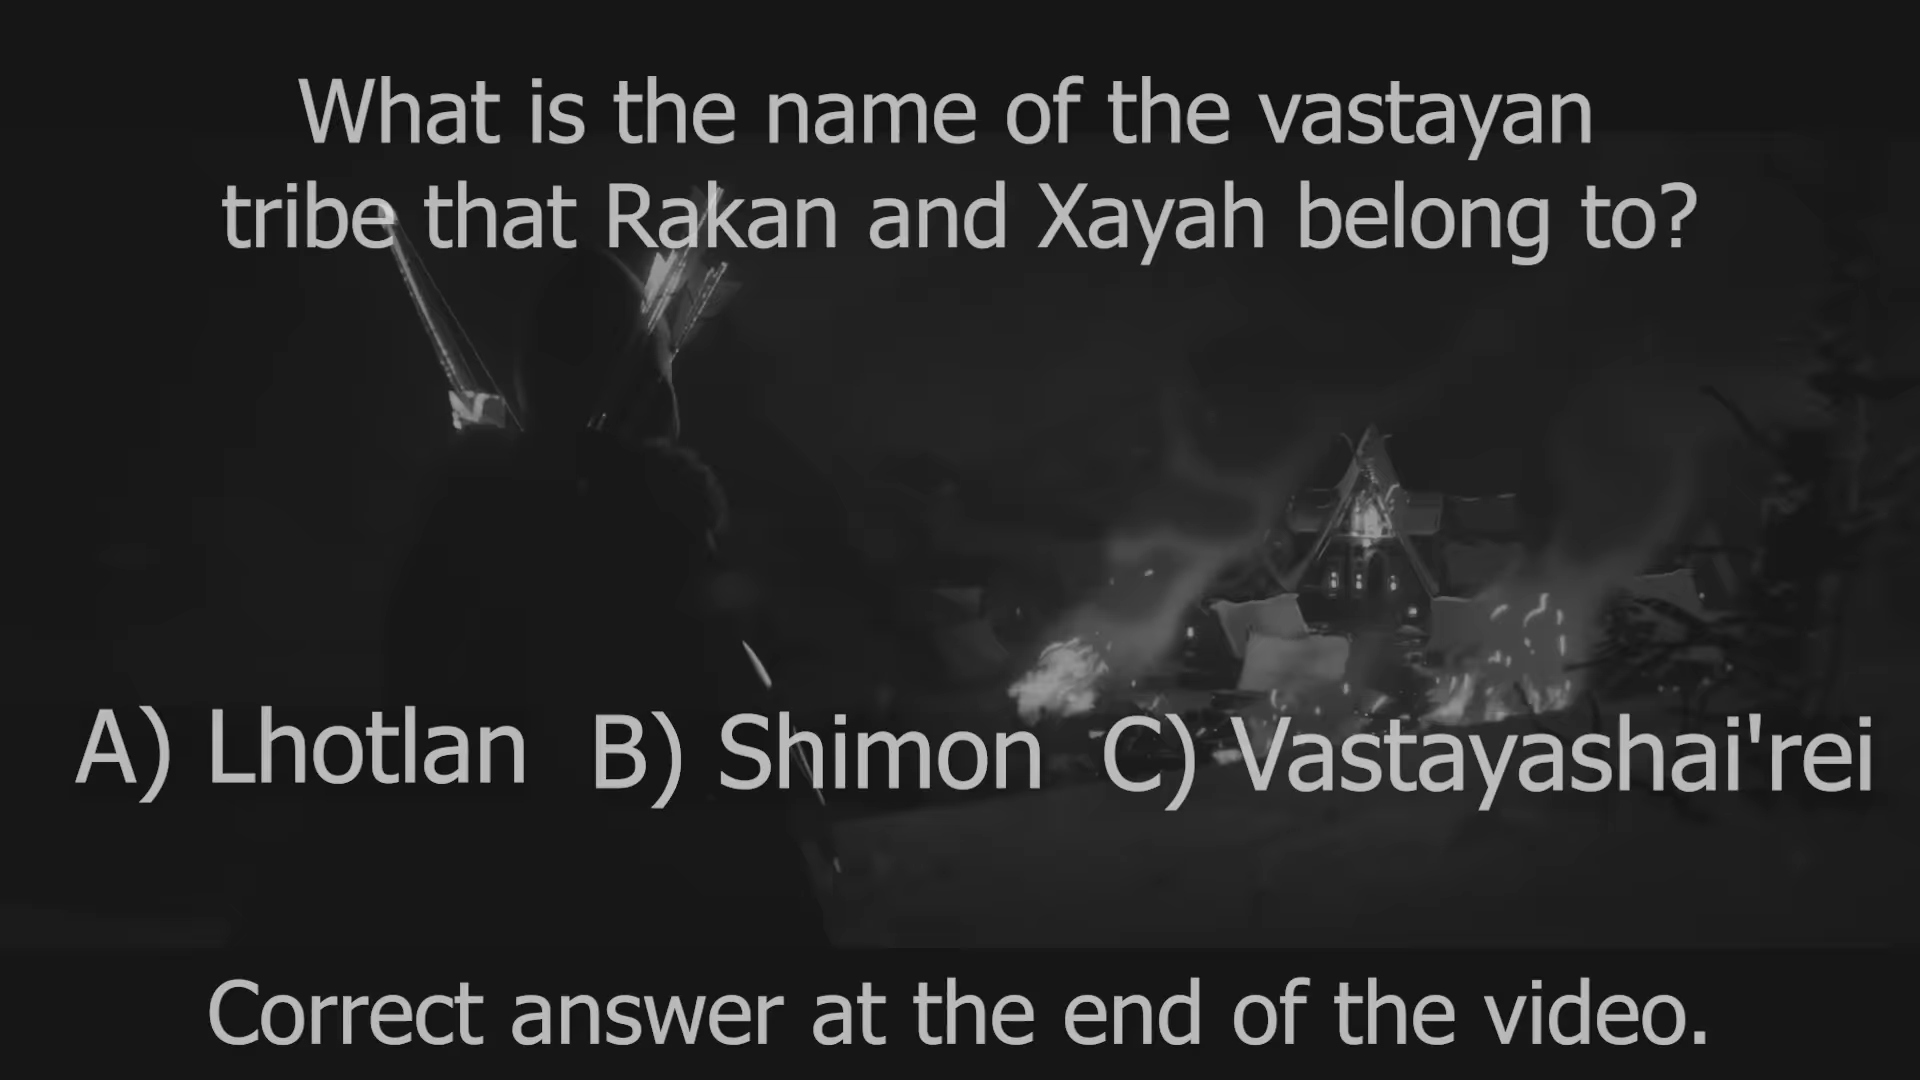 What is the name of the vastayan
tribe that Rakan and Xayah belong to?
A) Lhotlan B) Shimon C) Vastayashai'rei
Correct answer at the end of the video.